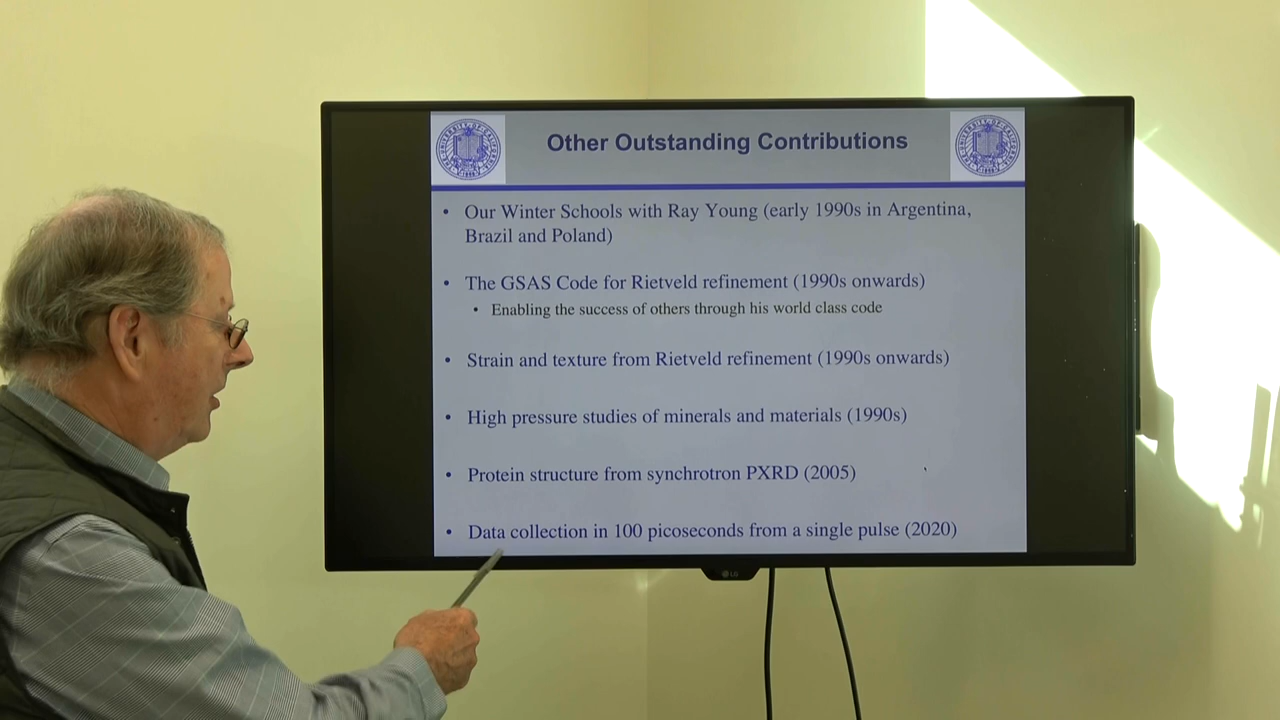 Other Outstanding Contributions
• Our Winter Schools with Ray Young (early 1990s in Argentina,
Brazil and Poland)
• The GSAS Code for Rietveld refinement (1990s onwards)
• Enabling the success of others through his world class code
• Strain and texture from Rietveld refinement (1990s onwards)
• High pressure studies of minerals and materials (1990s)
• Protein structure from synchrotron PXRD (2005)
• Data collection in 100 picoseconds from a single pulse (2020)
LG